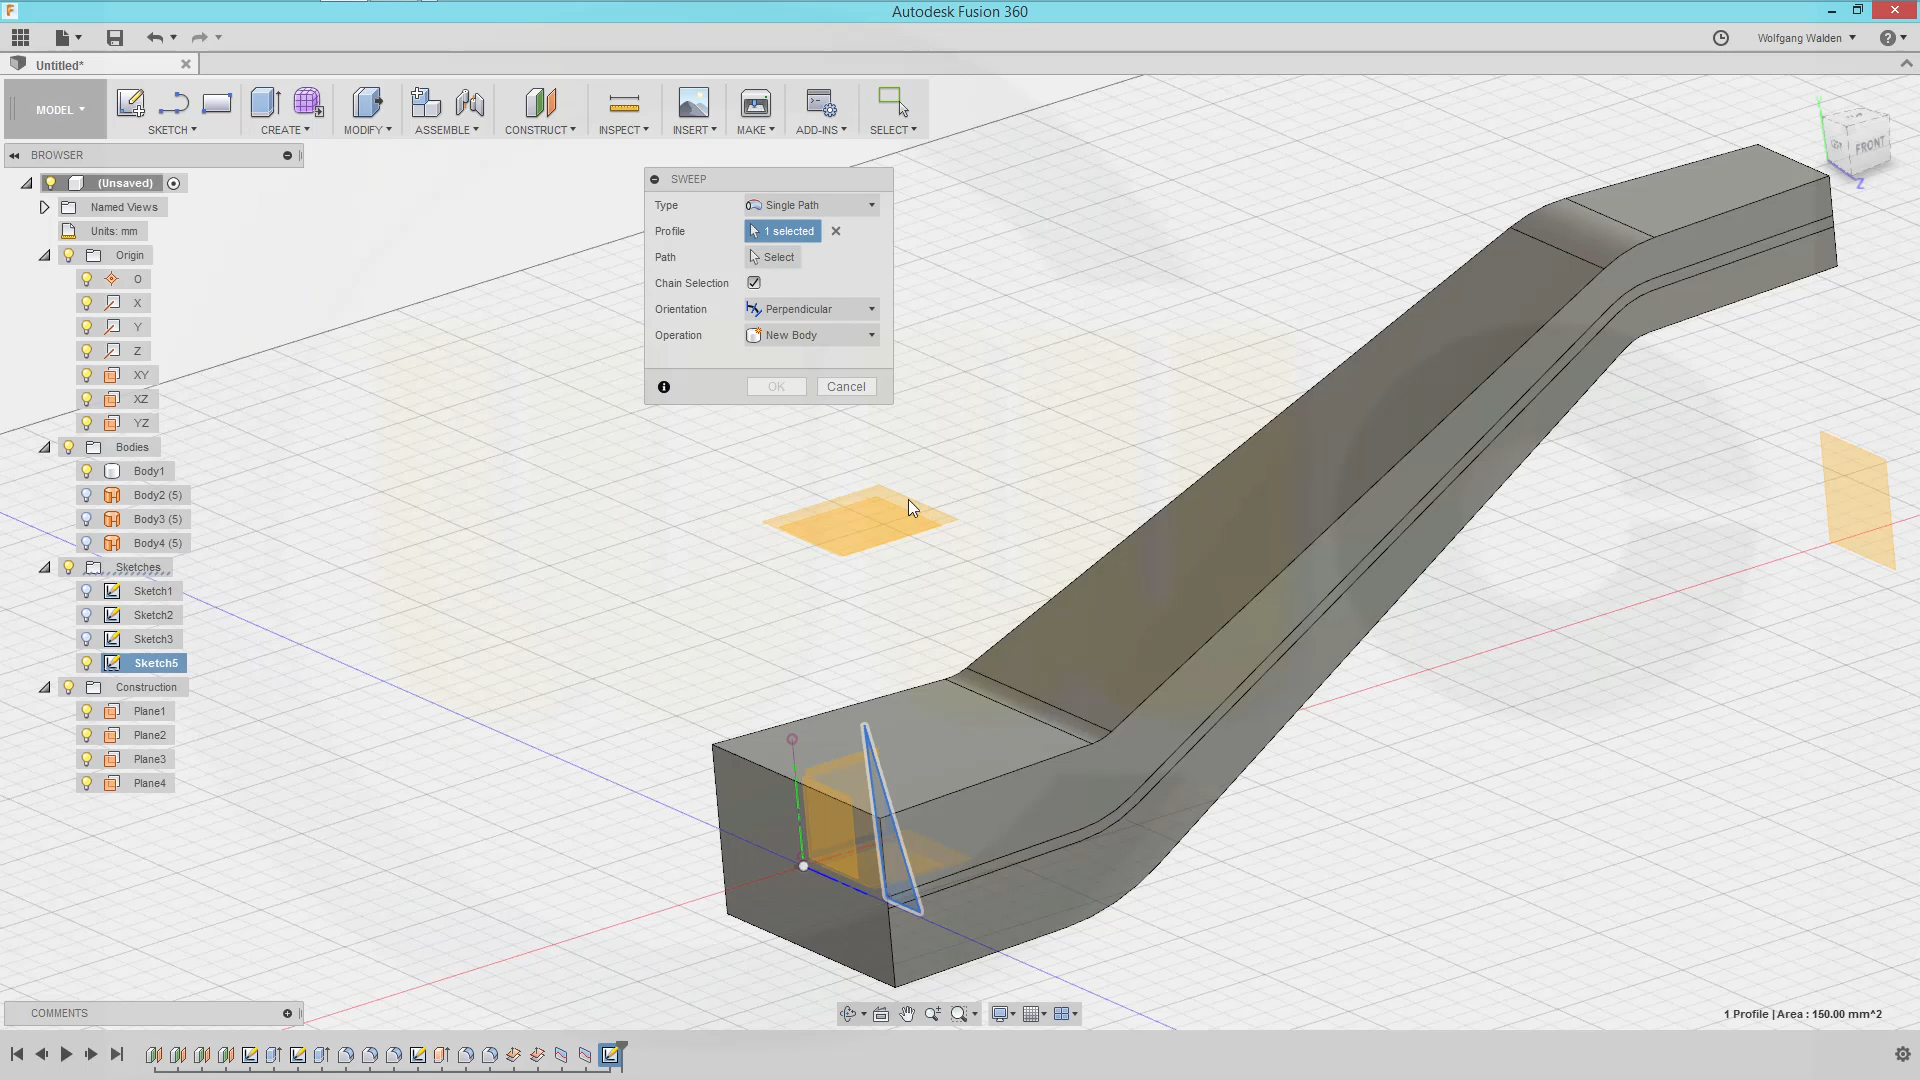 Autodesk Fusion 360
Wolfgang Walden
Untitled*
MODEL
SKETCH
CREATE
MODIFY
ASSEMBLE
CONSTRUCT
INSPECT
INSERT
MAKE
ADD-INS
SELECT
BROWSER
(Unsaved)
Named Views
Units: mm
Origin
O
X
Y
Z
XY
XZ
YZ
Bodies
Body1
Body2 (5)
Body3 (5)
Body4 (5)
Sketches
Sketch1
Sketch2
Sketch3
Sketch5
Construction
Plane1
Plane2
Plane3
Plane4
SWEEP
Type Single Path
Profile 1 selected
Path Select
Chain Selection
Orientation Perpendicular
Operation New Body
OK Cancel
FRONT
Z
COMMENTS
1 Profile | Area : 150.00 mm^2